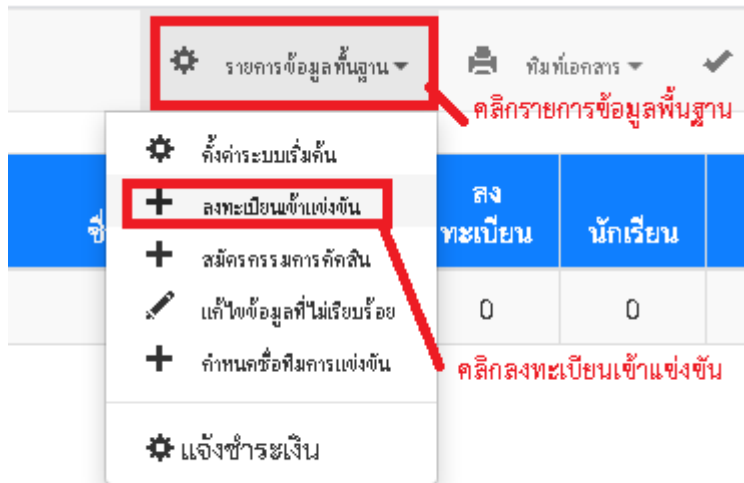 รายการข้อมูลพื้นฐาน พิมพ์เอกสาร
คลิกรายการข้อมูลพื้นฐาน
ตั้งค่าระบบเริ่มต้น
ลงทะเบียนเข้าแข่งขัน
ชื่
ลง
ทะเบียน
นักเรียน
สมัครกรรมการตัดสิน
แก้ไขข้อมูลที่ไม่เรียบร้อย
0 0
กำหนดชื่อทีมการแข่งขัน
คลิกลงทะเบียนเข้าแข่งขัน
แจ้งชำระเงิน